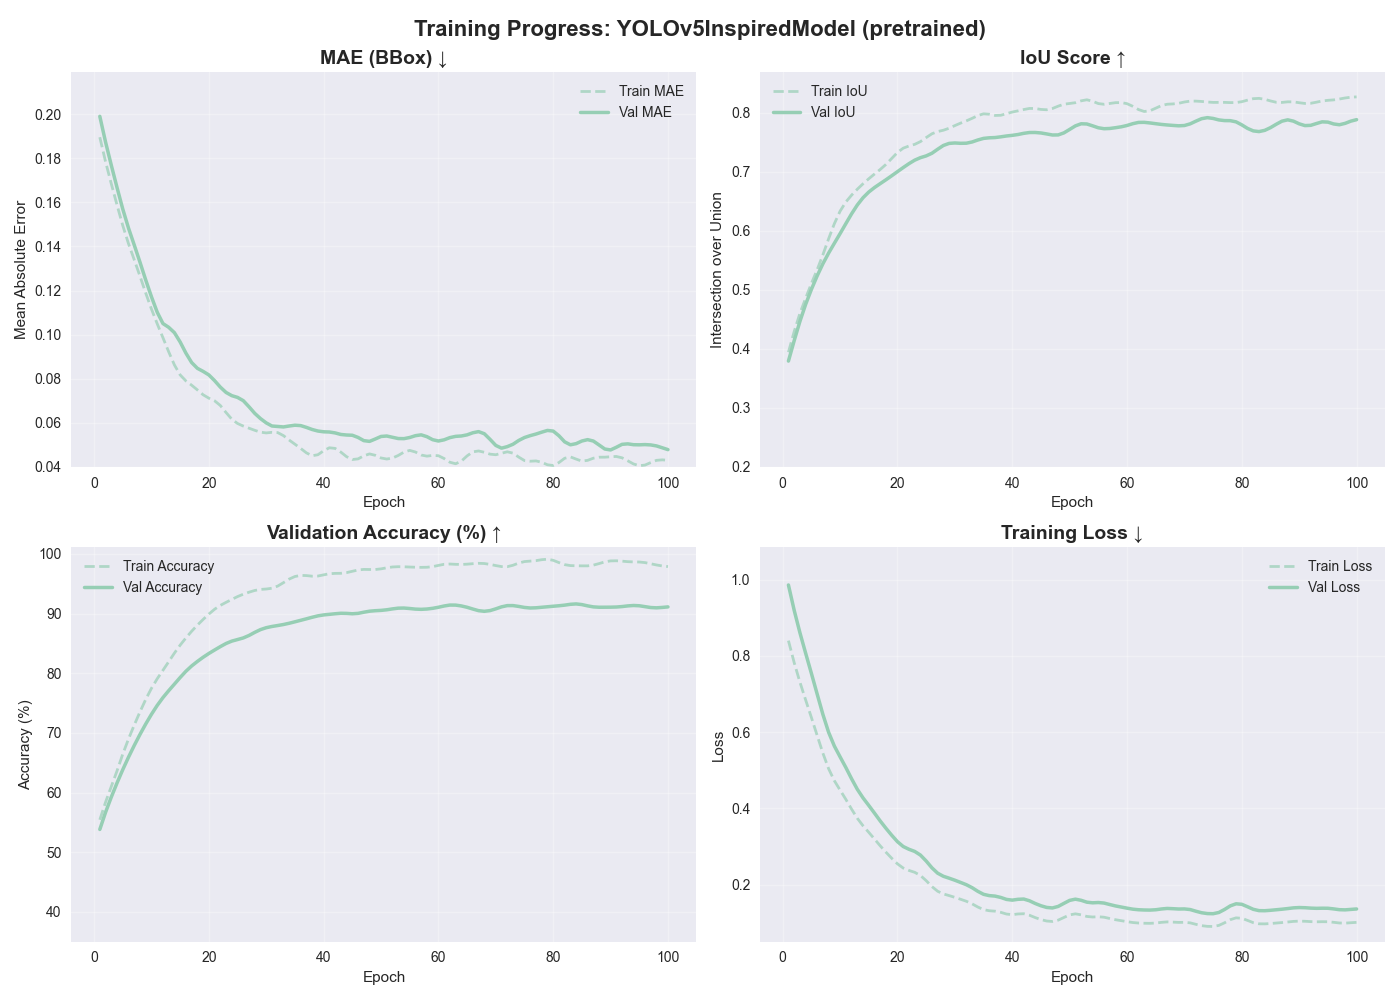 Training Progress: YOLOv5InspiredModel (pretrained)
MAE (BBox) ↓
Mean Absolute Error
0.20
0.18
0.16
0.14
0.12
0.10
0.08
0.06
0.04
Train MAE
Val MAE
0 20 40 60 80 100
Epoch
IoU Score ↑
Intersection over Union
0.8
0.7
0.6
0.5
0.4
0.3
0.2
Train IoU
Val IoU
0 20 40 60 80 100
Epoch
Validation Accuracy (%) ↑
Accuracy (%)
100
90
80
70
60
50
40
Train Accuracy
Val Accuracy
0 20 40 60 80 100
Epoch
Training Loss ↓
Loss
1.0
0.8
0.6
0.4
0.2
Train Loss
Val Loss
0 20 40 60 80 100
Epoch